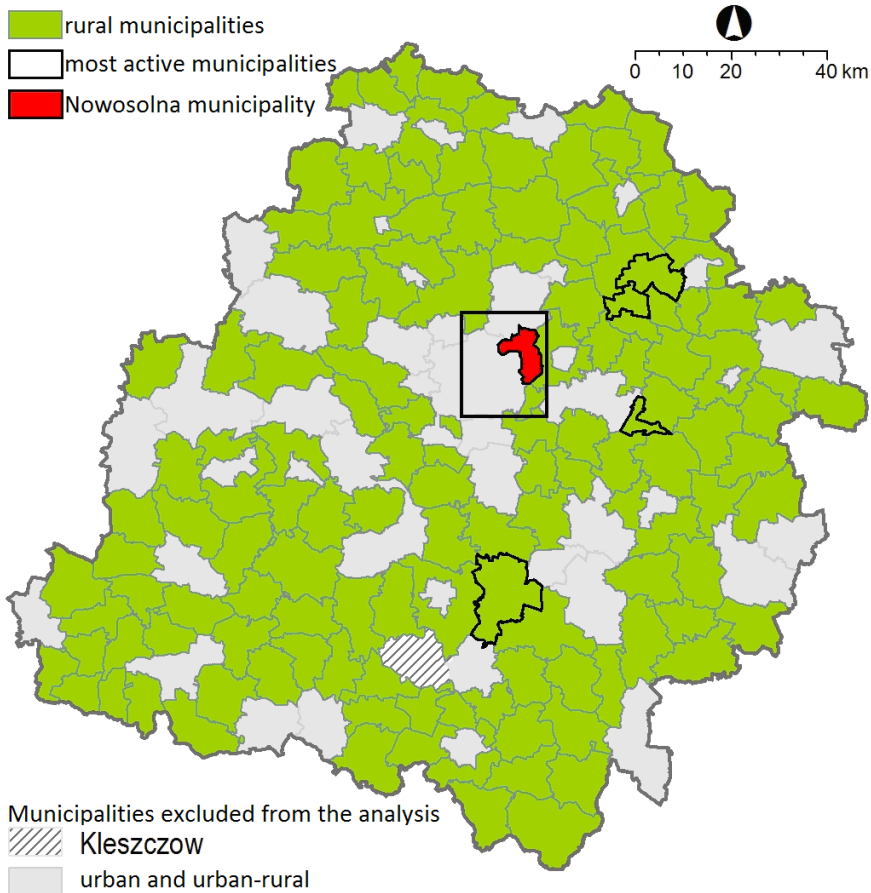 rural municipalities
most active municipalities
Nowosolna municipality
0 10 20 40 km
Municipalities excluded from the analysis
Kleszczow
urban and urban-rural